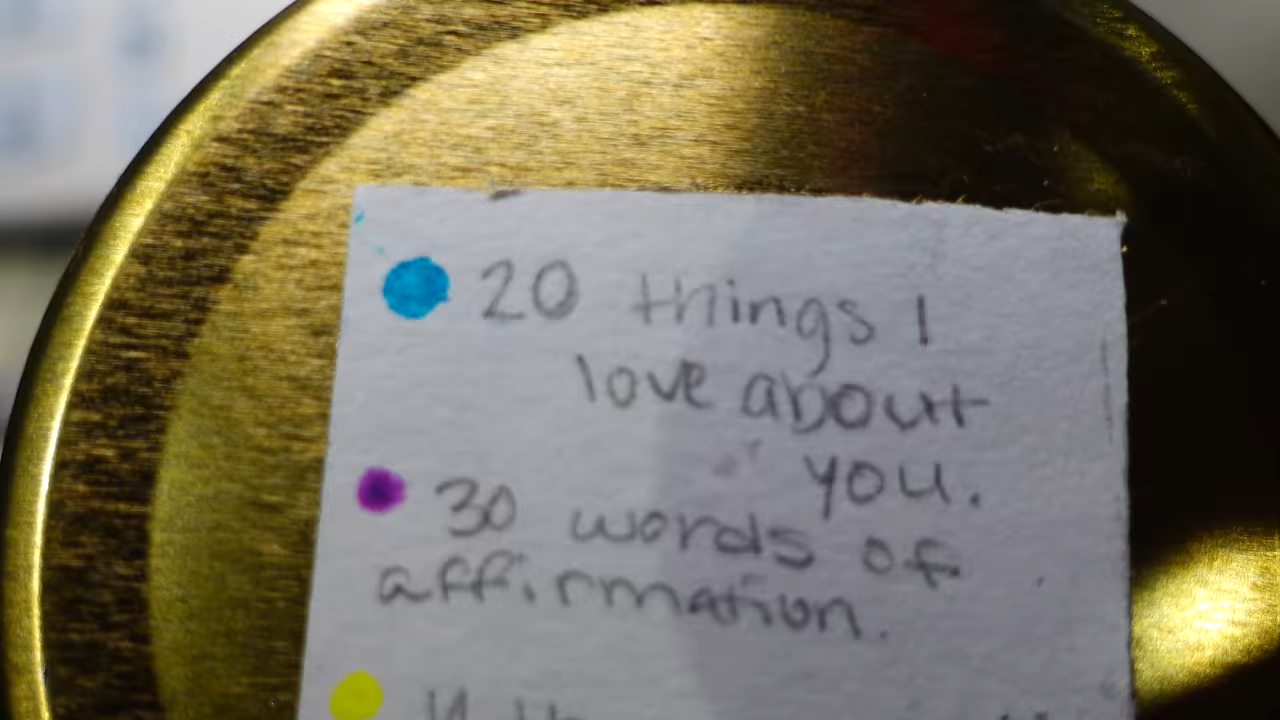 20 things I
love about
you.
30 words of
affirmation.